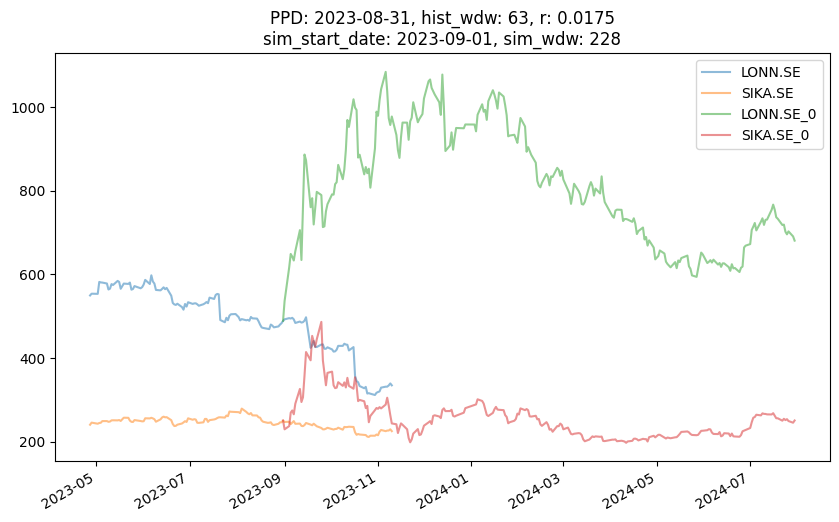 PPD: 2023-08-31, hist_wdw: 63, r: 0.0175
sim_start_date: 2023-09-01, sim_wdw: 228
LONN.SE
SIKA.SE
LONN.SE_0
SIKA.SE_0
1000
800
600
400
200
2023-05
2023-07
2023-09
2023-11
2024-01
2024-03
2024-05
2024-07